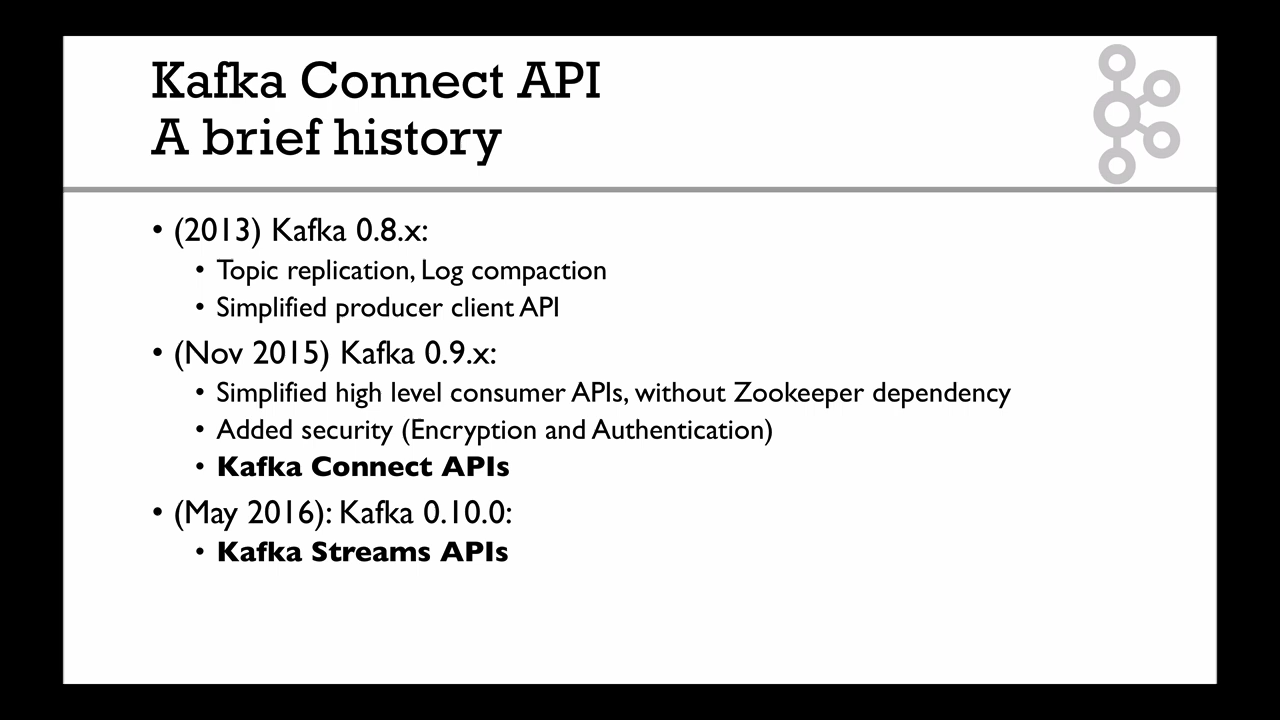 Kafka Connect API
A brief history
• (2013) Kafka 0.8.x:
• Topic replication, Log compaction
• Simplified producer client API
• (Nov 2015) Kafka 0.9.x:
• Simplified high level consumer APIs, without Zookeeper dependency
• Added security (Encryption and Authentication)
• Kafka Connect APIs
• (May 2016): Kafka 0.10.0:
• Kafka Streams APIs